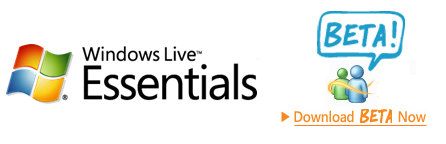 Windows Live™
Essentials
®
BETA!
Download BETA Now